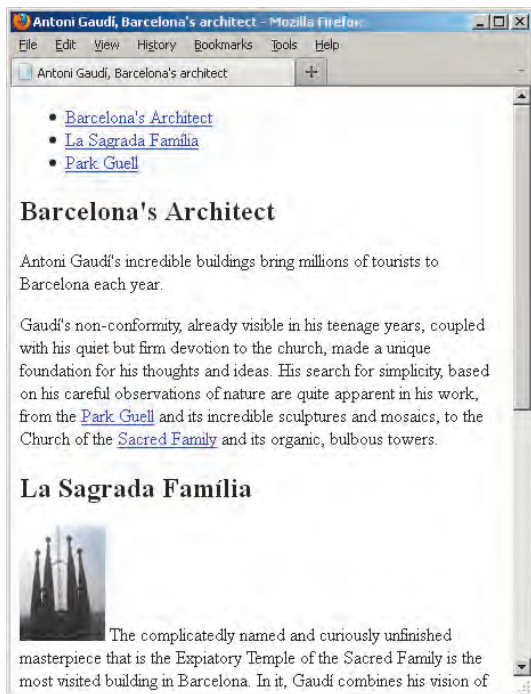 Antoni Gaudí, Barcelona's architect - Mozilla Firefox
File Edit View History Bookmarks Tools Help
Antoni Gaudí, Barcelona's architect
Barcelona's Architect
La Sagrada Família
Park Guell
Barcelona's Architect
Antoni Gaudí's incredible buildings bring millions of tourists to
Barcelona each year.
Gaudí's non-conformity, already visible in his teenage years, coupled
with his quiet but firm devotion to the church, made a unique
foundation for his thoughts and ideas. His search for simplicity, based
on his careful observations of nature are quite apparent in his work,
from the Park Guell and its incredible sculptures and mosaics, to the
Church of the Sacred Family and its organic, bulbous towers.
La Sagrada Família
The complicatedly named and curiously unfinished
masterpiece that is the Expiatory Temple of the Sacred Family is the
most visited building in Barcelona. In it, Gaudí combines his vision of